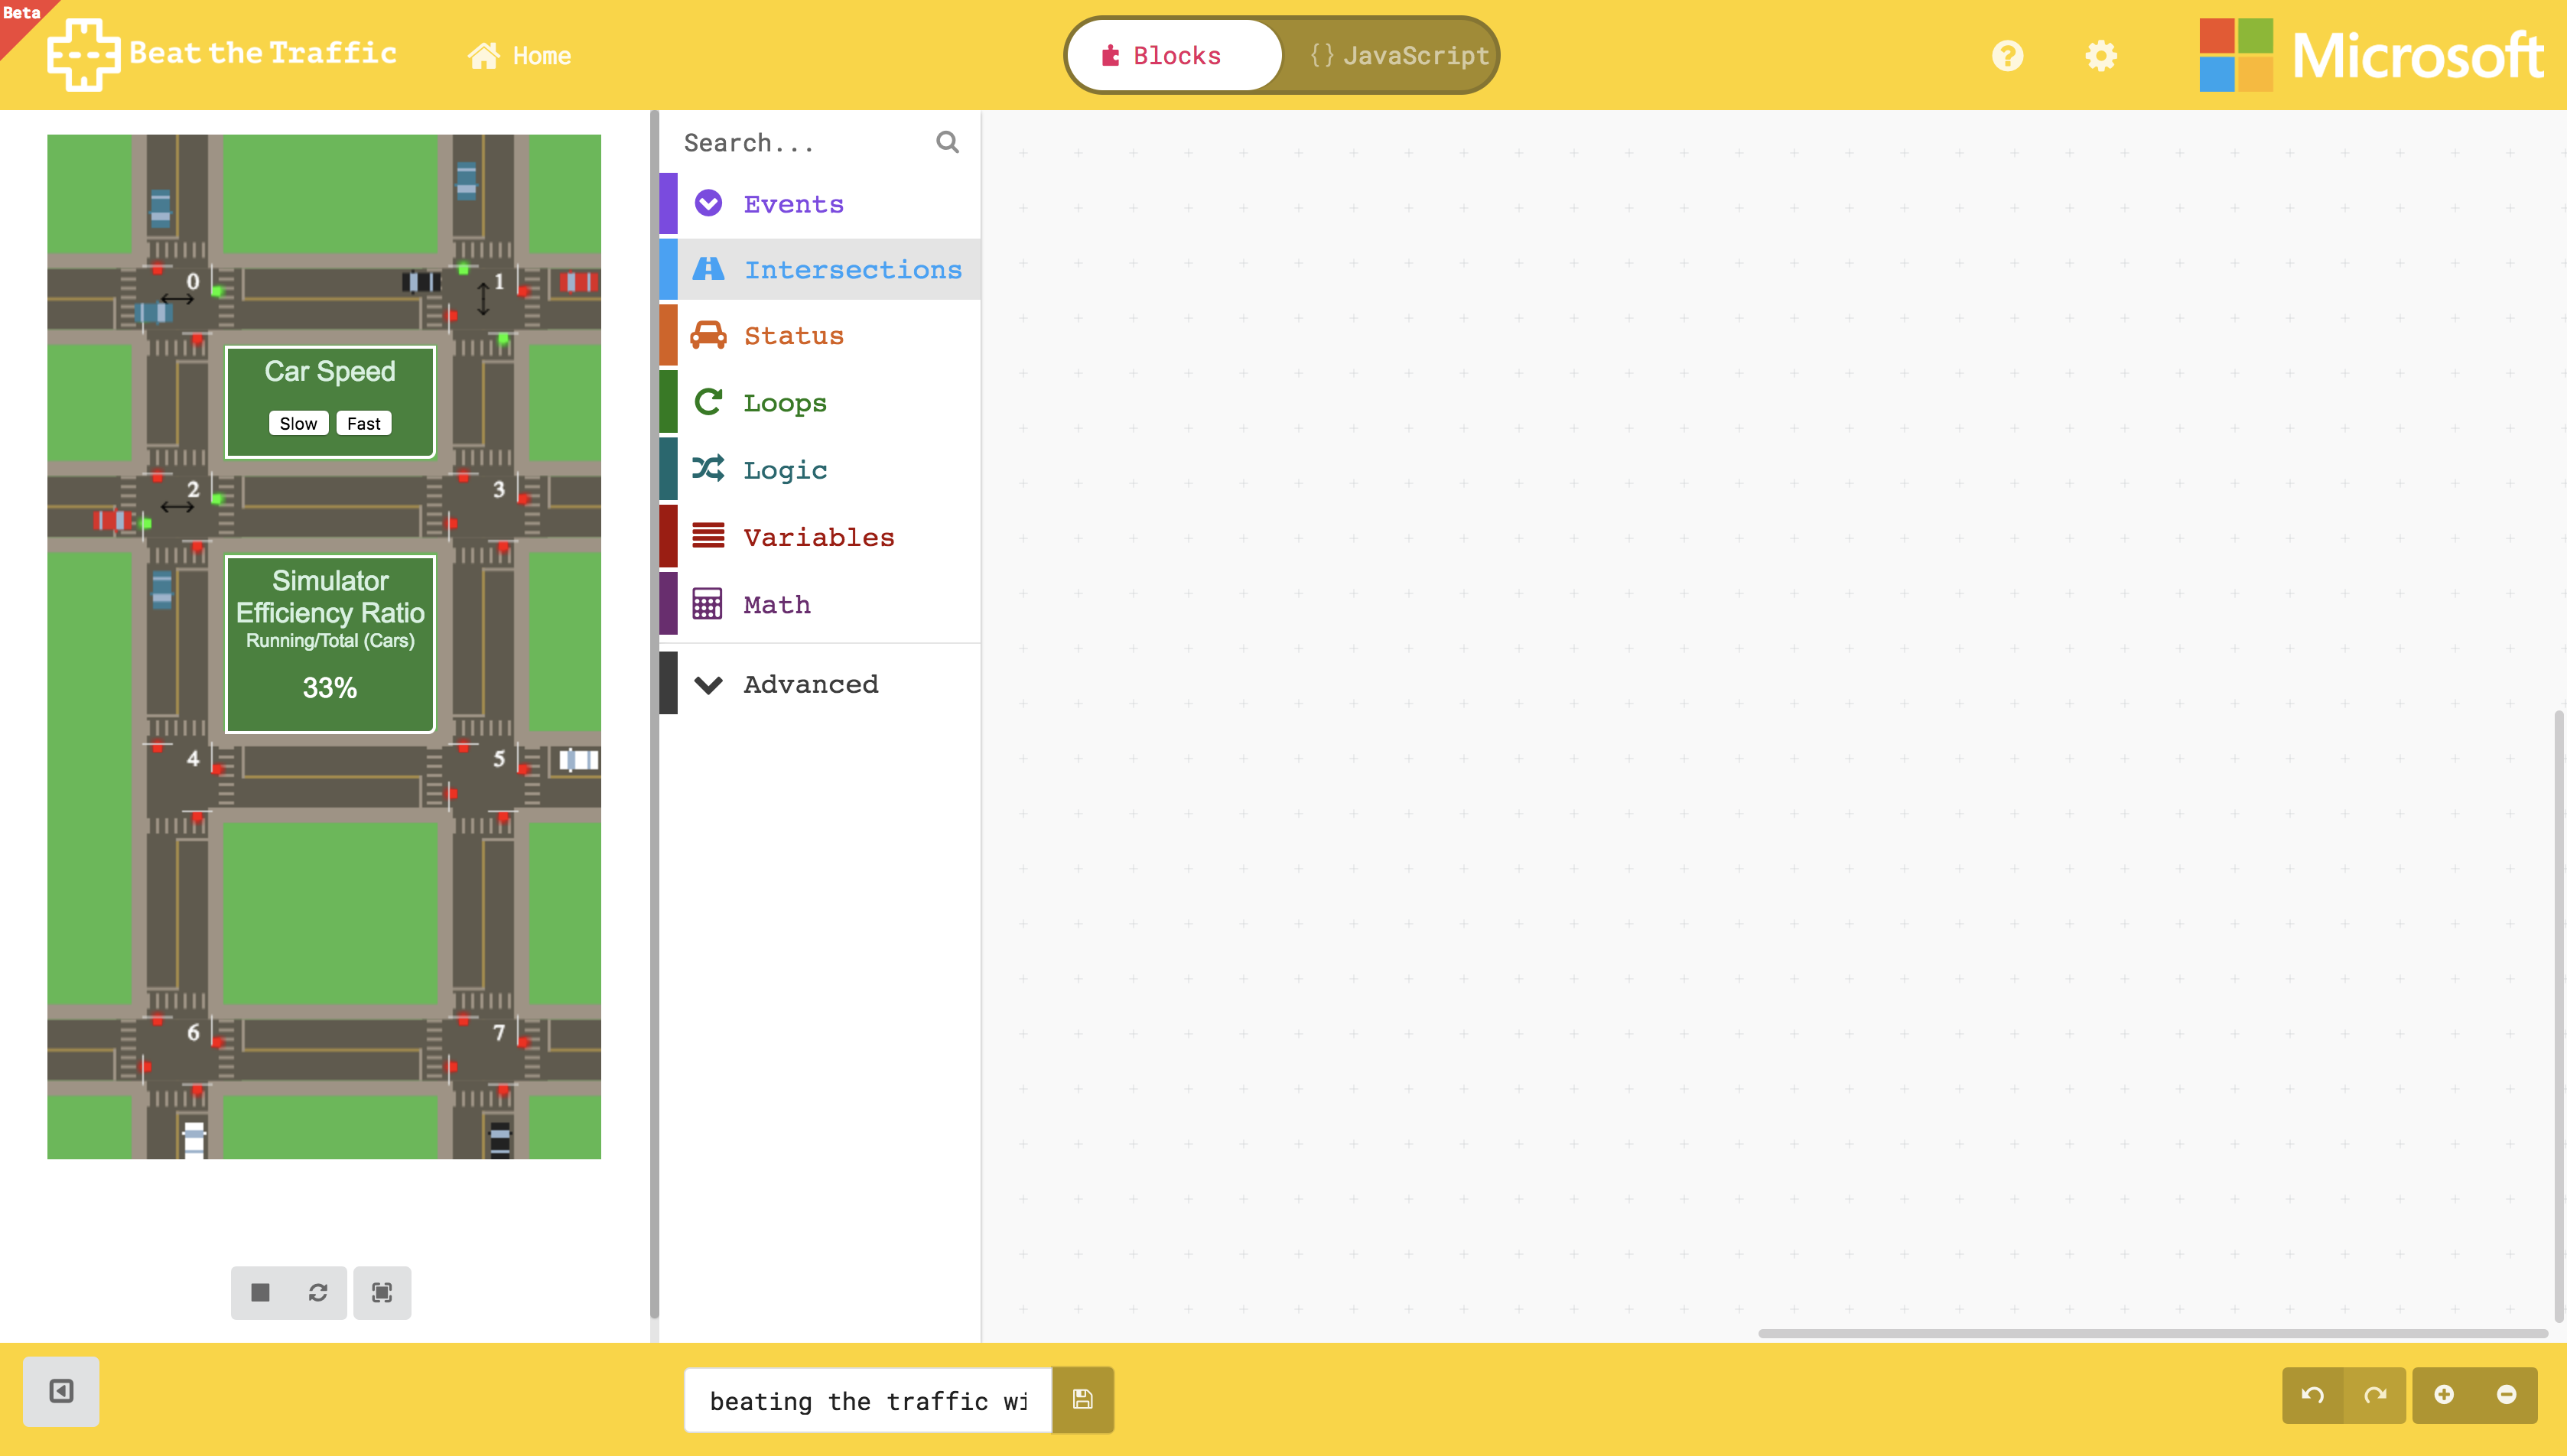 Beta
Beat the Traffic
Home
Blocks
{} JavaScript
Microsoft
Search...
Events
Intersections
Status
Loops
Logic
Variables
Math
Advanced
0
1
Car Speed
Slow Fast
2
3
Simulator
Efficiency Ratio
Running/Total (Cars)
33%
4
5
6
7
beating the traffic wi